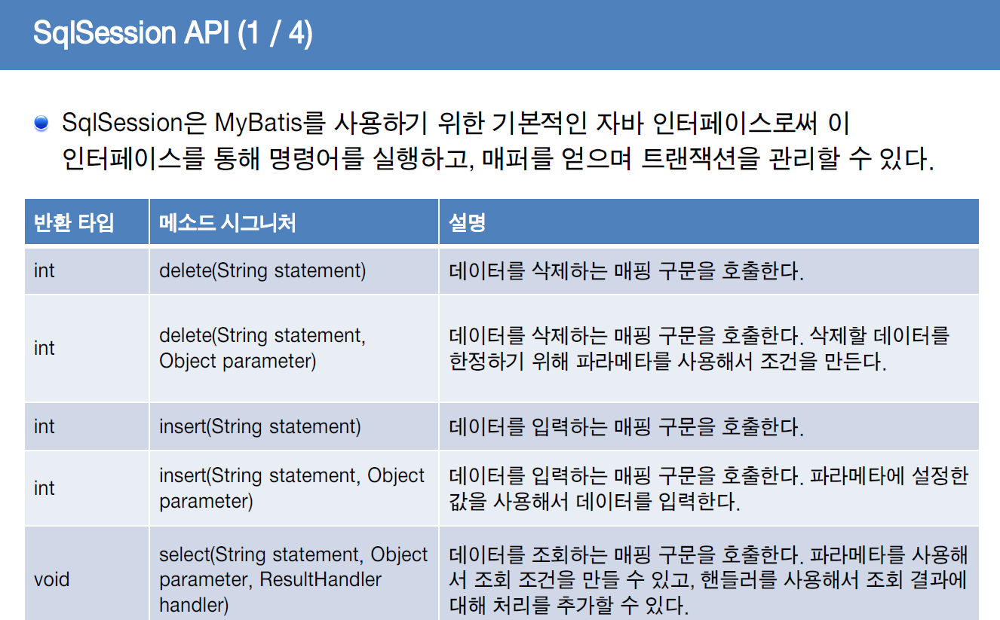 SqlSession API (1 / 4)
SqlSession은 MyBatis를 사용하기 위한 기본적인 자바 인터페이스로써 이
인터페이스를 통해 명령어를 실행하고, 매퍼를 얻으며 트랜잭션을 관리할 수 있다.
반환 타입 메소드 시그니처 설명
int delete(String statement) 데이터를 삭제하는 매핑 구문을 호출한다.
int
delete(String statement,
Object parameter)
데이터를 삭제하는 매핑 구문을 호출한다. 삭제할 데이터를
한정하기 위해 파라메타를 사용해서 조건을 만든다.
int insert(String statement) 데이터를 입력하는 매핑 구문을 호출한다.
int
insert(String statement, Object
parameter)
데이터를 입력하는 매핑 구문을 호출한다. 파라메타에 설정한
값을 사용해서 데이터를 입력한다.
void
select(String statement, Object
parameter, ResultHandler
handler)
데이터를 조회하는 매핑 구문을 호출한다. 파라메타를 사용해
서 조회 조건을 만들 수 있고, 핸들러를 사용해서 조회 결과에
대해 처리를 추가할 수 있다.